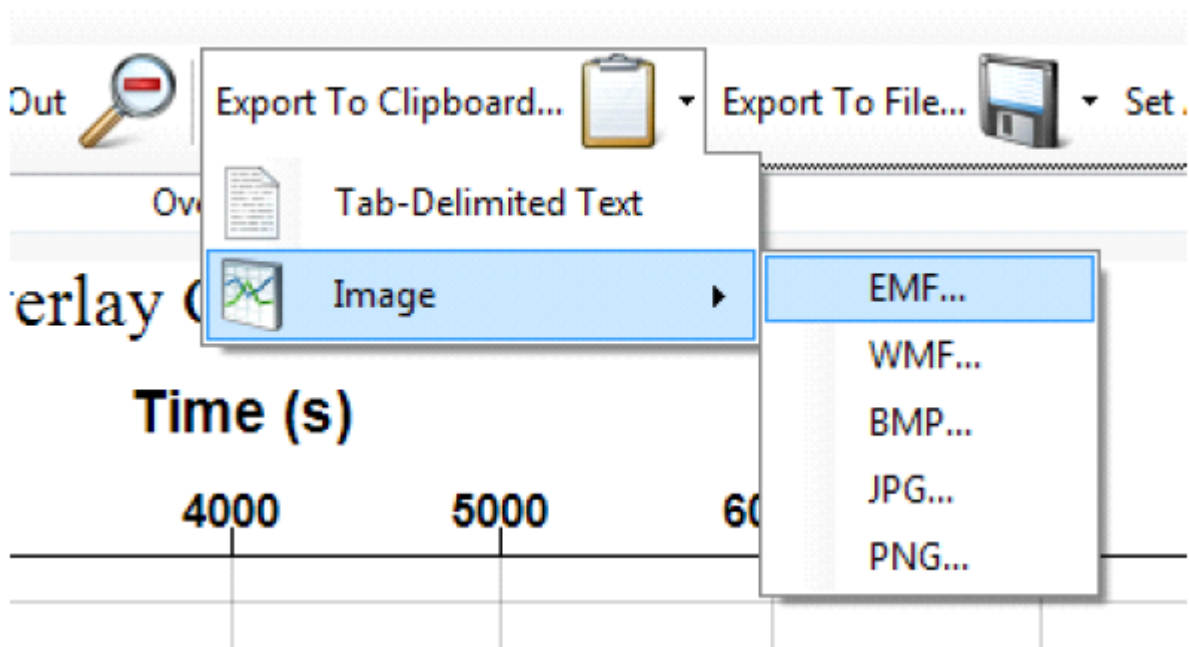 Out Export To Clipboard... Export To File... Set
Tab-Delimited Text
Image
EMF...
WMF...
BMP...
JPG...
PNG...
erlay
Time (s)
4000 5000